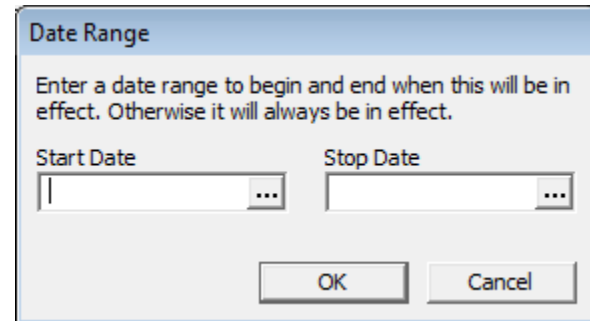 Date Range
Enter a date range to begin and end when this will be in
effect. Otherwise it will always be in effect.
Start Date Stop Date
... ...
OK Cancel